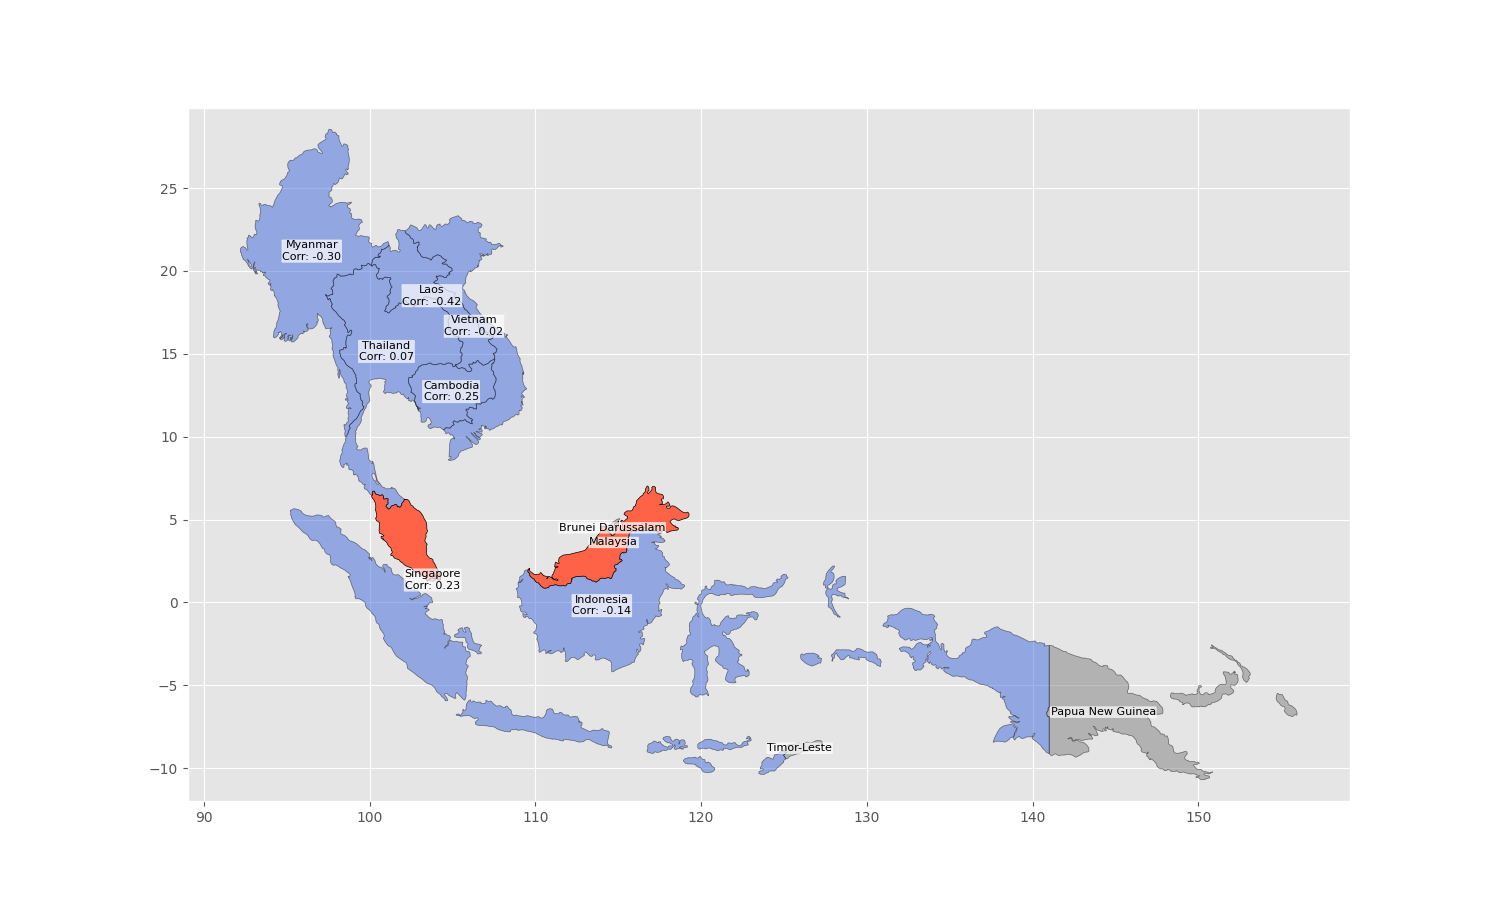 25
20
15
10
5
0
−5
−10
90
100
110
120
130
140
150
Myanmar
Corr: -0.30
Laos
Corr: -0.42
Vietnam
Corr: -0.02
Thailand
Corr: 0.07
Cambodia
Corr: 0.25
Brunei Darussalam
Malaysia
Singapore
Corr: 0.23
Indonesia
Corr: -0.14
Papua New Guinea
Timor-Leste